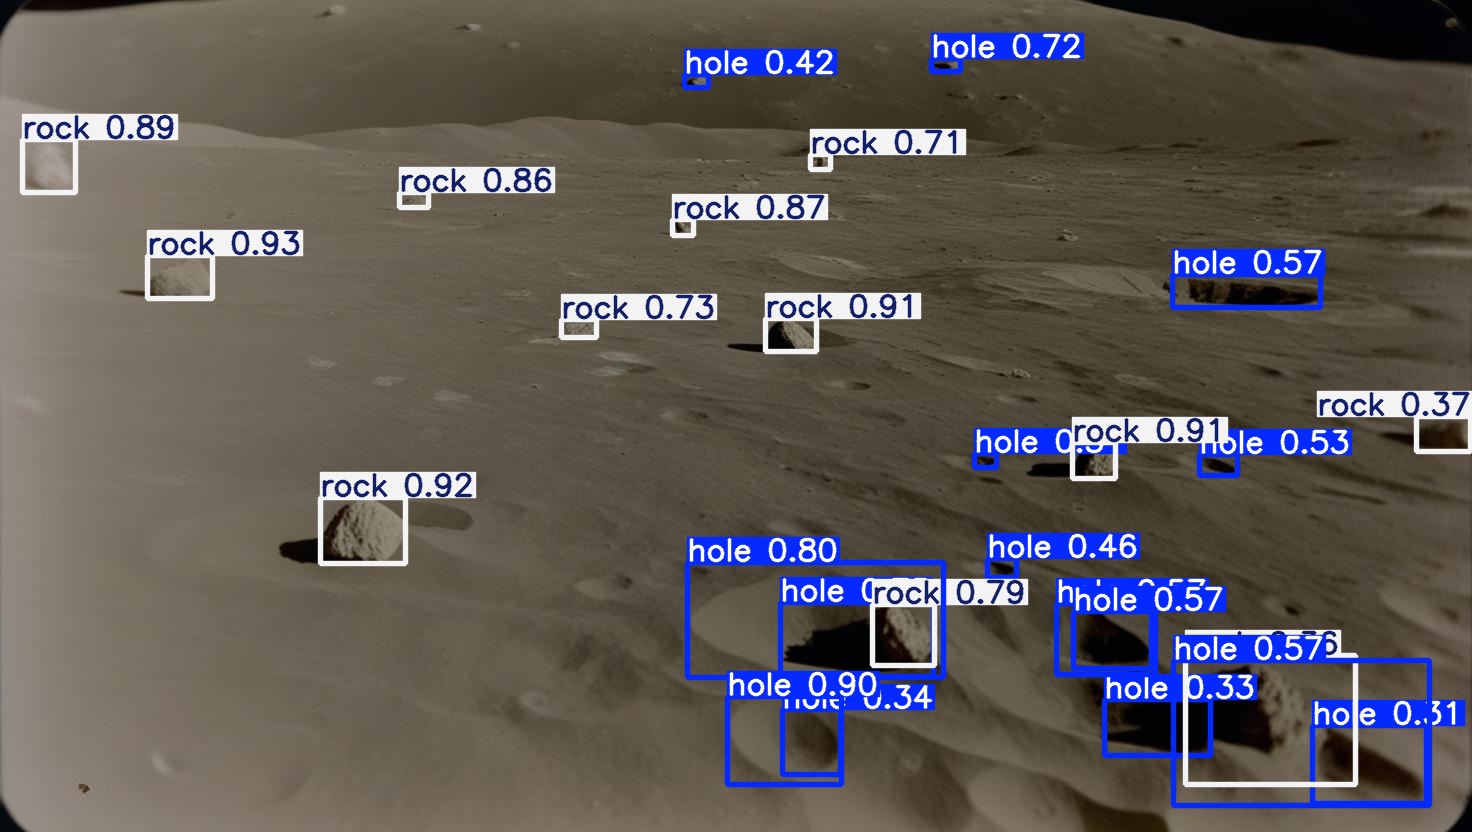 hole 0.72
hole 0.42
rock 0.89
rock 0.71
rock 0.86
rock 0.87
rock 0.93
hole 0.57
rock 0.73
rock 0.91
rock 0.37
rock 0.91
hole
hole 0.53
rock 0.92
hole 0.46
hole 0.80
hole
rock 0.79
hole 0.57
hole 0.57
hole 0.90
hole 0.33
hole 0.34
hole 0.31